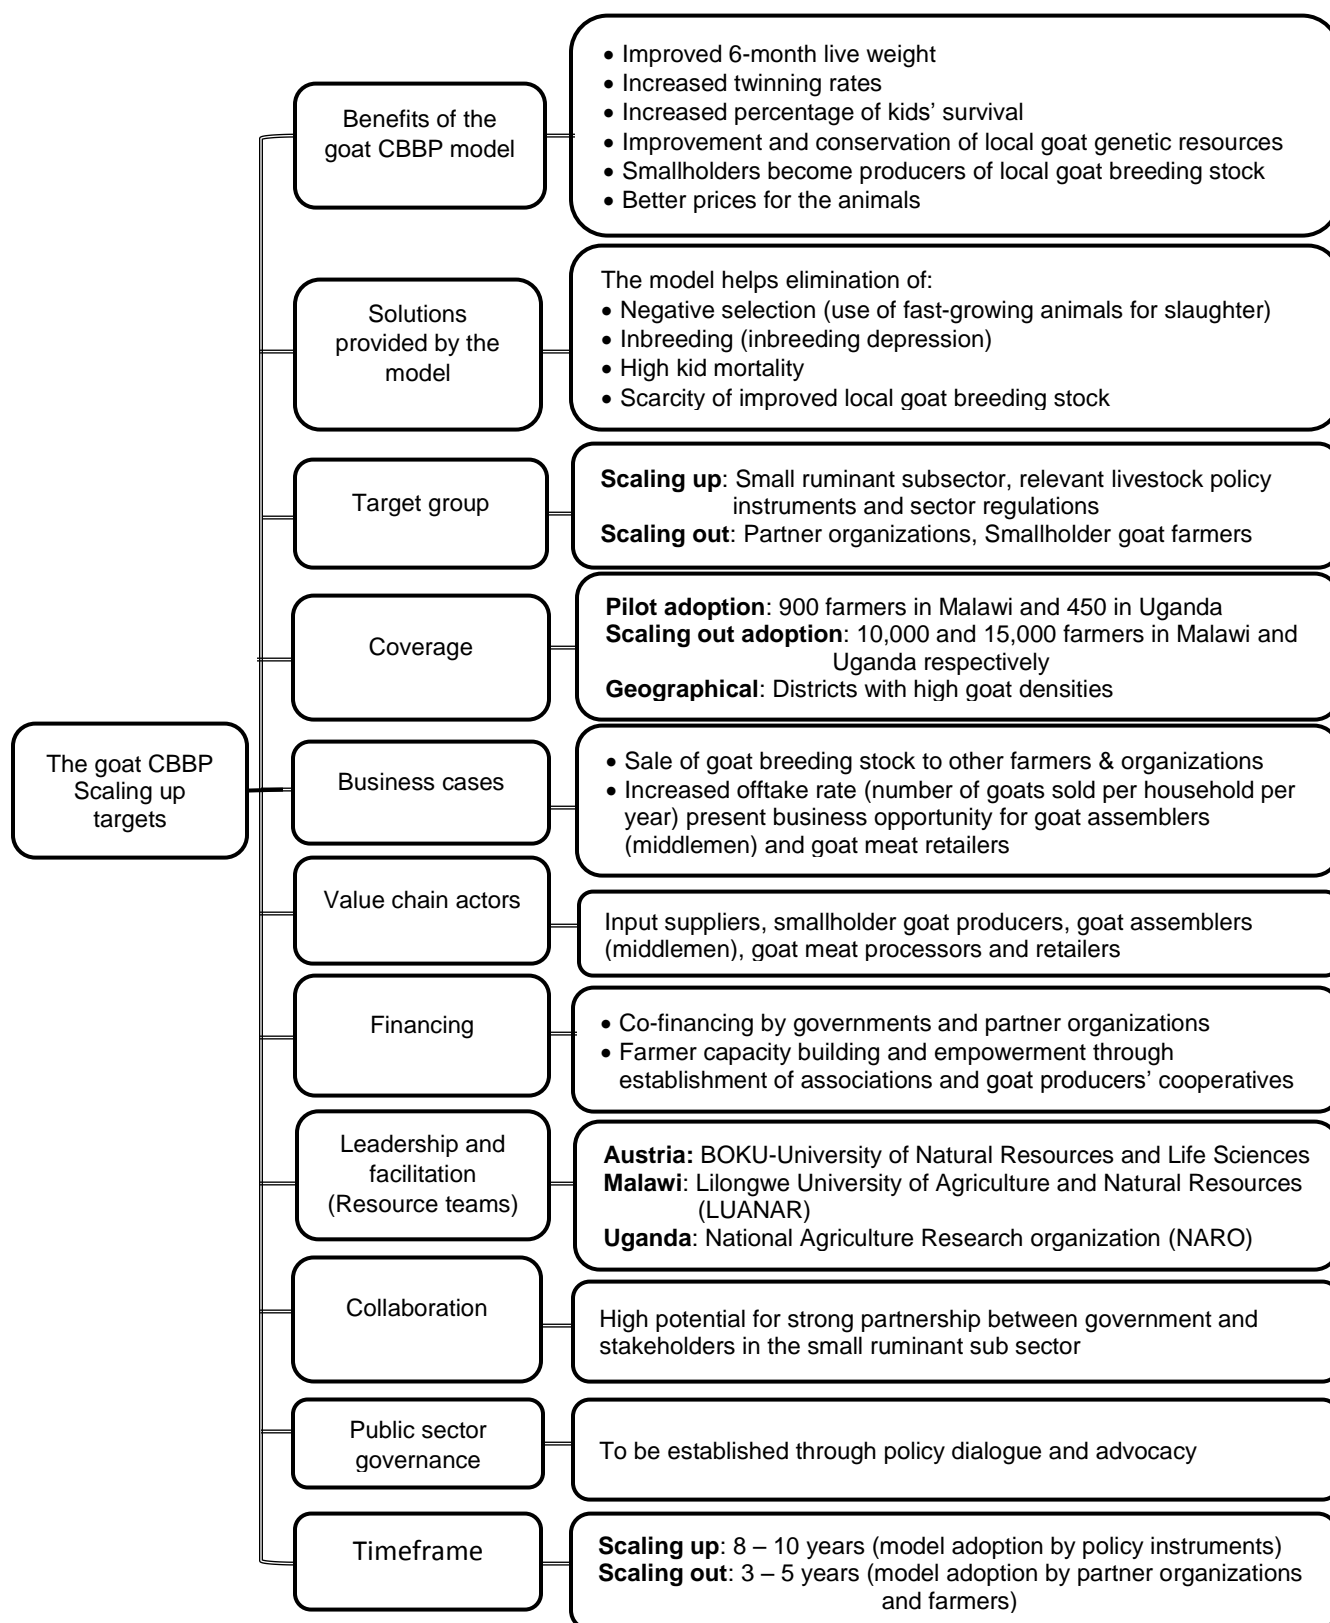 The goat CBBP
Scaling up
targets
Benefits of the
goat CBBP model
• Improved 6-month live weight
• Increased twinning rates
• Increased percentage of kids’ survival
• Improvement and conservation of local goat genetic resources
• Smallholders become producers of local goat breeding stock
• Better prices for the animals
Solutions
provided by the
model
The model helps elimination of:
• Negative selection (use of fast-growing animals for slaughter)
• Inbreeding (inbreeding depression)
• High kid mortality
• Scarcity of improved local goat breeding stock
Target group
Scaling up: Small ruminant subsector, relevant livestock policy
instruments and sector regulations
Scaling out: Partner organizations, Smallholder goat farmers
Coverage
Pilot adoption: 900 farmers in Malawi and 450 in Uganda
Scaling out adoption: 10,000 and 15,000 farmers in Malawi and
Uganda respectively
Geographical: Districts with high goat densities
Business cases
• Sale of goat breeding stock to other farmers & organizations
• Increased offtake rate (number of goats sold per household per
year) present business opportunity for goat assemblers
(middlemen) and goat meat retailers
Value chain actors
Input suppliers, smallholder goat producers, goat assemblers
(middlemen), goat meat processors and retailers
Financing
• Co-financing by governments and partner organizations
• Farmer capacity building and empowerment through
establishment of associations and goat producers’ cooperatives
Leadership and
facilitation
(Resource teams)
Austria: BOKU-University of Natural Resources and Life Sciences
Malawi: Lilongwe University of Agriculture and Natural Resources
(LUANAR)
Uganda: National Agriculture Research organization (NARO)
Collaboration
High potential for strong partnership between government and
stakeholders in the small ruminant sub sector
Public sector
governance
To be established through policy dialogue and advocacy
Timeframe
Scaling up: 8 – 10 years (model adoption by policy instruments)
Scaling out: 3 – 5 years (model adoption by partner organizations
and farmers)